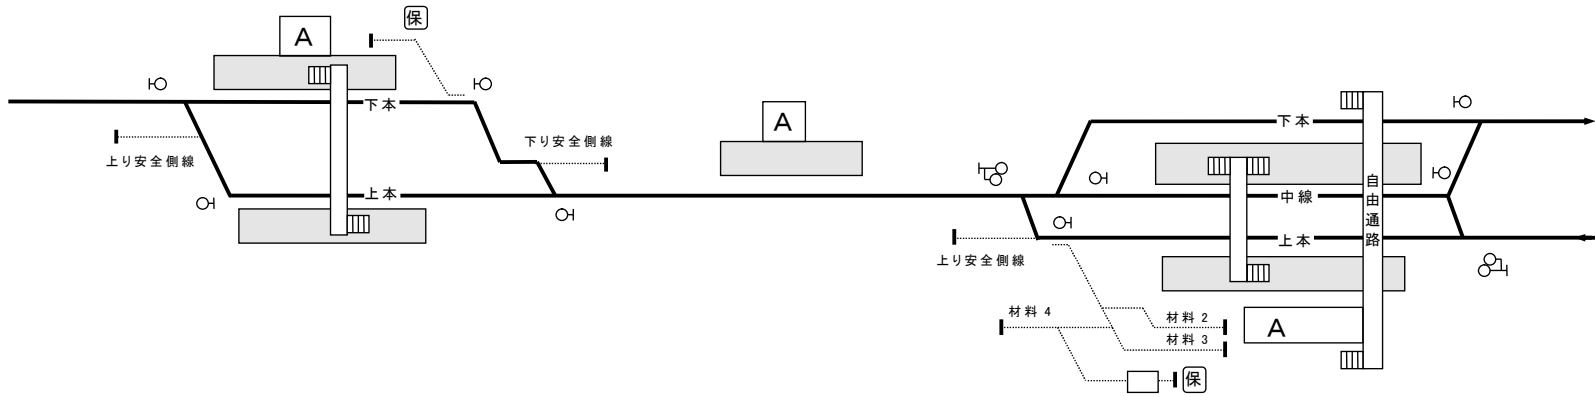 A
保
下本
上り安全側線
上本
下り安全側線
A
下本
中線
上本
自由通路
上り安全側線
材料 4
材料 2
材料 3
A
保